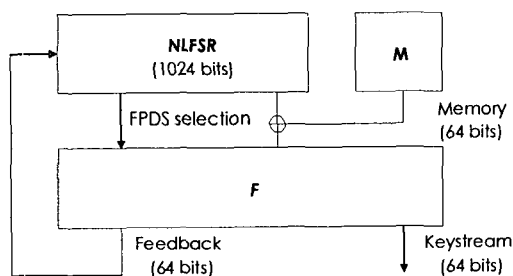 NLFSR
(1024 bits)
M
FPDS selection
Memory
(64 bits)
F
Feedback
(64 bits)
Keystream
(64 bits)